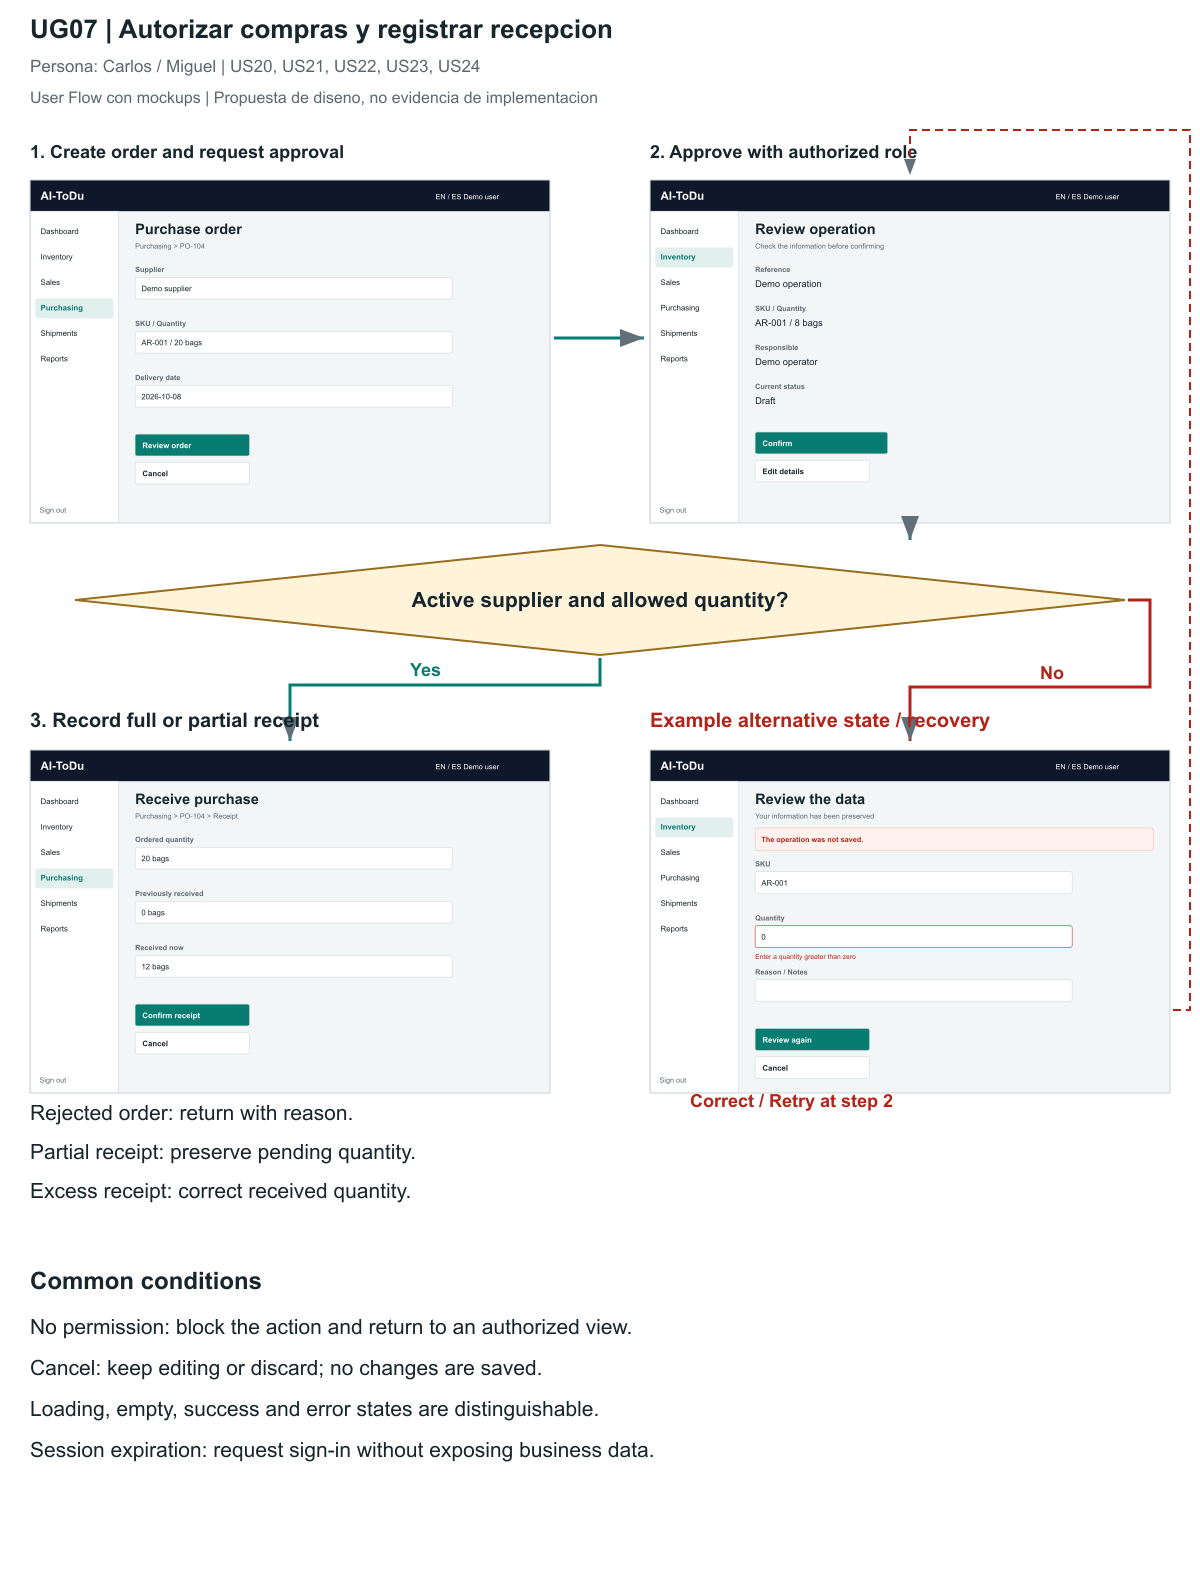 UG07 | Autorizar compras y registrar recepcion
Persona: Carlos / Miguel | US20, US21, US22, US23, US24
User Flow con mockups | Propuesta de diseno, no evidencia de implementacion
1. Create order and request approval
AI-ToDu
EN / ES Demo user
Dashboard
Inventory
Sales
Purchasing
Shipments
Reports
Sign out
Purchase order
Purchasing > PO-104
Supplier
Demo supplier
SKU / Quantity
AR-001 / 20 bags
Delivery date
2026-10-08
Review order
Cancel
2. Approve with authorized role
AI-ToDu
EN / ES Demo user
Dashboard
Inventory
Sales
Purchasing
Shipments
Reports
Sign out
Review operation
Check the information before confirming
Reference
Demo operation
SKU / Quantity
AR-001 / 8 bags
Responsible
Demo operator
Current status
Draft
Confirm
Edit details
Active supplier and allowed quantity?
Yes
No
3. Record full or partial receipt
AI-ToDu
EN / ES Demo user
Dashboard
Inventory
Sales
Purchasing
Shipments
Reports
Sign out
Receive purchase
Purchasing > PO-104 > Receipt
Ordered quantity
20 bags
Previously received
0 bags
Received now
12 bags
Confirm receipt
Cancel
Example alternative state / recovery
AI-ToDu
EN / ES Demo user
Dashboard
Inventory
Sales
Purchasing
Shipments
Reports
Sign out
Review the data
Your information has been preserved
The operation was not saved.
SKU
AR-001
Quantity
0
Enter a quantity greater than zero
Reason / Notes
Review again
Cancel
Correct / Retry at step 2
Rejected order: return with reason.
Partial receipt: preserve pending quantity.
Excess receipt: correct received quantity.
Common conditions
No permission: block the action and return to an authorized view.
Cancel: keep editing or discard; no changes are saved.
Loading, empty, success and error states are distinguishable.
Session expiration: request sign-in without exposing business data.